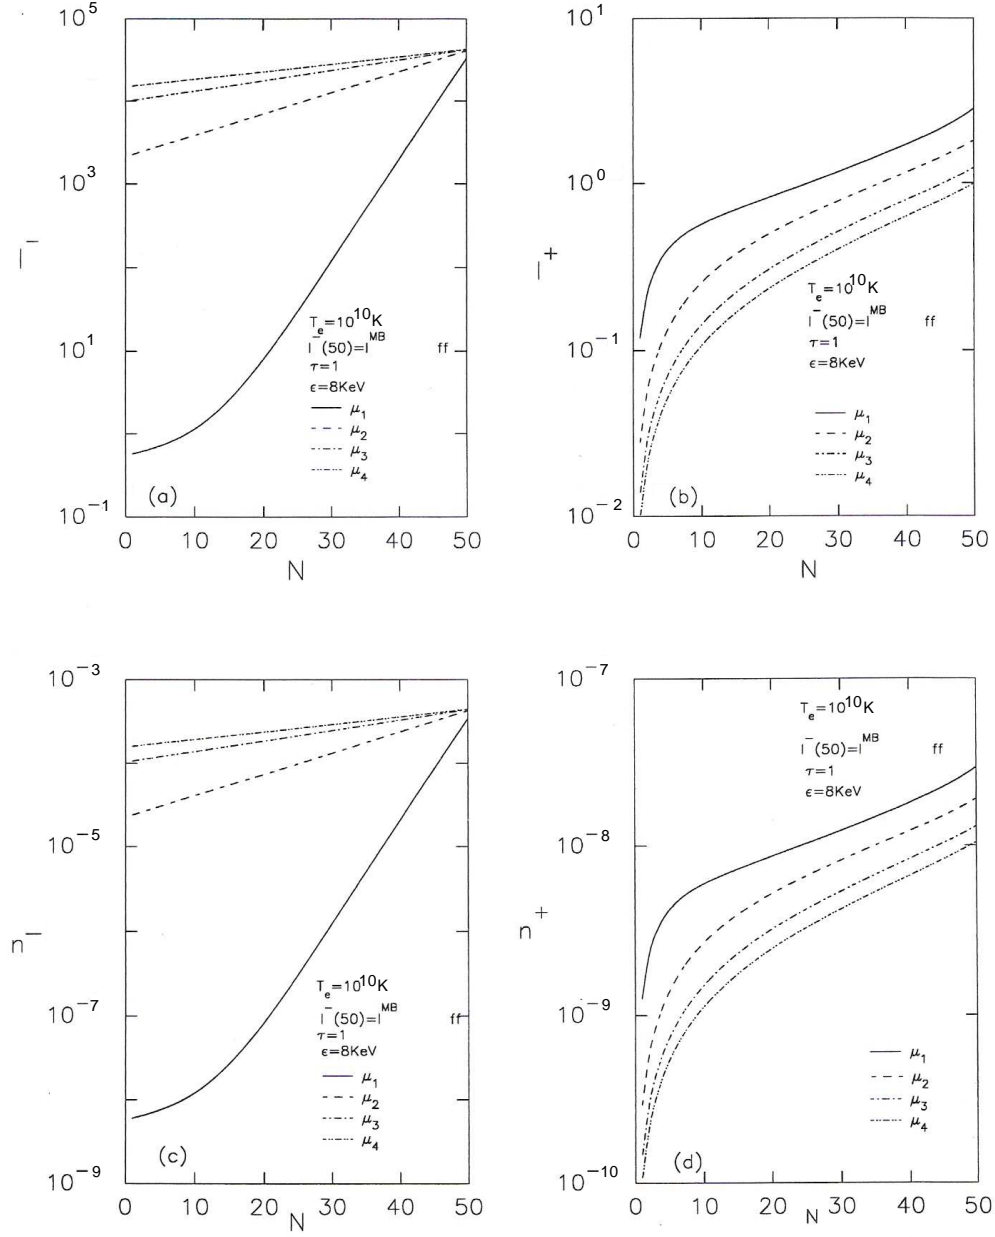 10^5
10^3
10^1
10^-1
I^-
T_e=10^10K
I^-(50)=I^MB ff
τ=1
ε=8KeV
μ_1
μ_2
μ_3
μ_4
(a)
0 10 20 30 40 50
N
10^1
10^0
10^-1
10^-2
I^+
T_e=10^10K
I^-(50)=I^MB ff
τ=1
ε=8KeV
μ_1
μ_2
μ_3
μ_4
(b)
0 10 20 30 40 50
N
10^-3
10^-5
10^-7
10^-9
n^-
T_e=10^10K
I^-(50)=I^MB ff
τ=1
ε=8KeV
μ_1
μ_2
μ_3
μ_4
(c)
0 10 20 30 40 50
N
10^-7
10^-8
10^-9
10^-10
n^+
T_e=10^10K
I^-(50)=I^MB ff
τ=1
ε=8KeV
μ_1
μ_2
μ_3
μ_4
(d)
0 10 20 30 40 50
N